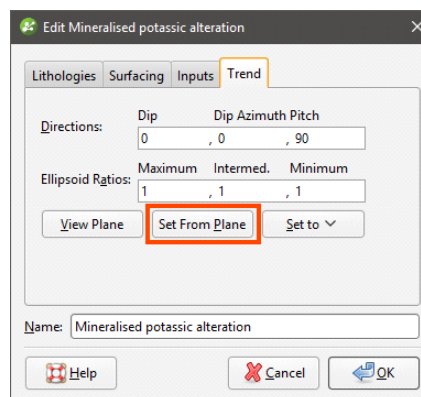 Edit Mineralised potassic alteration
Lithologies Surfacing Inputs Trend
Dip Dip Azimuth Pitch
Directions:
0 , 0 , 90
Maximum Intermed. Minimum
Ellipsoid Ratios:
1 , 1 , 1
View Plane Set From Plane Set to
Name: Mineralised potassic alteration
Help Cancel OK